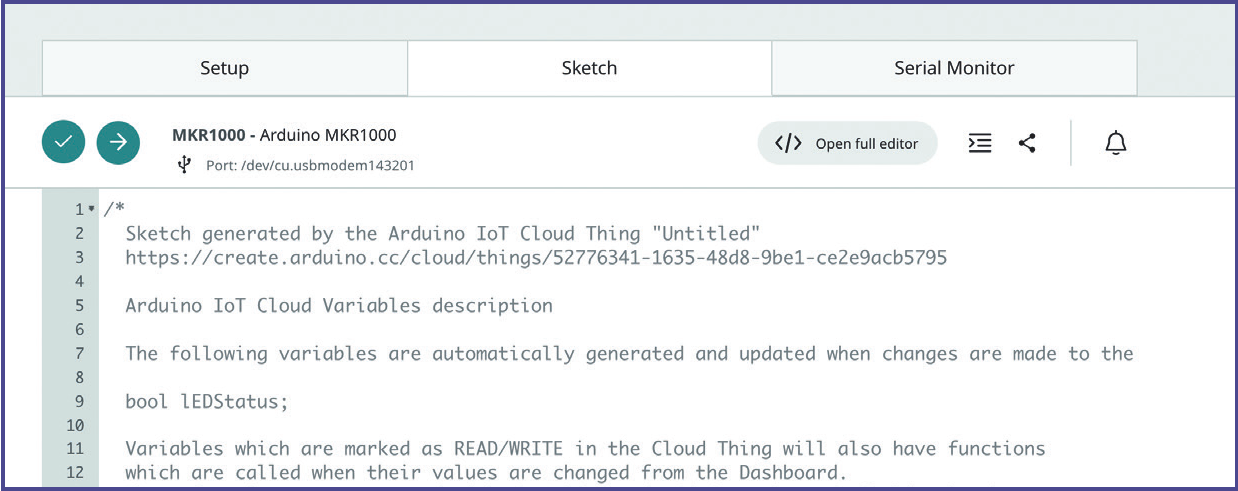 Setup
Sketch
Serial Monitor
MKR1000 - Arduino MKR1000
Port: /dev/cu.usbmodem143201
</> Open full editor
1 /*
2 Sketch generated by the Arduino IoT Cloud Thing "Untitled"
3 https://create.arduino.cc/cloud/things/52776341-1635-48d8-9be1-ce2e9acb5795
4
5 Arduino IoT Cloud Variables description
6
7 The following variables are automatically generated and updated when changes are made to the
8
9 bool lEDStatus;
10
11 Variables which are marked as READ/WRITE in the Cloud Thing will also have functions
12 which are called when their values are changed from the Dashboard.